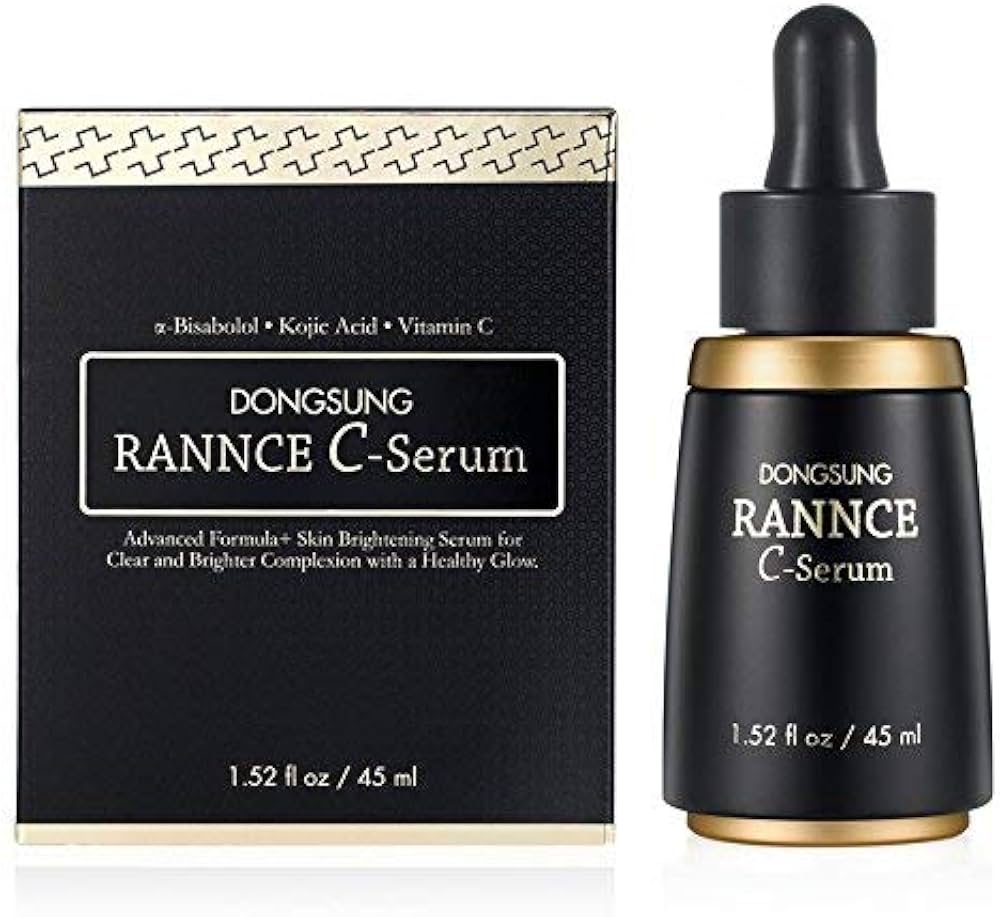 α-Bisabolol • Kojic Acid • Vitamin C
DONGSUNG
RANNCE C-Serum
Advanced Formula+ Skin Brightening Serum for
Clear and Brighter Complexion with a Healthy Glow.
1.52 fl oz / 45 ml
DONGSUNG
RANNCE
C-Serum
1.52 fl oz / 45 ml